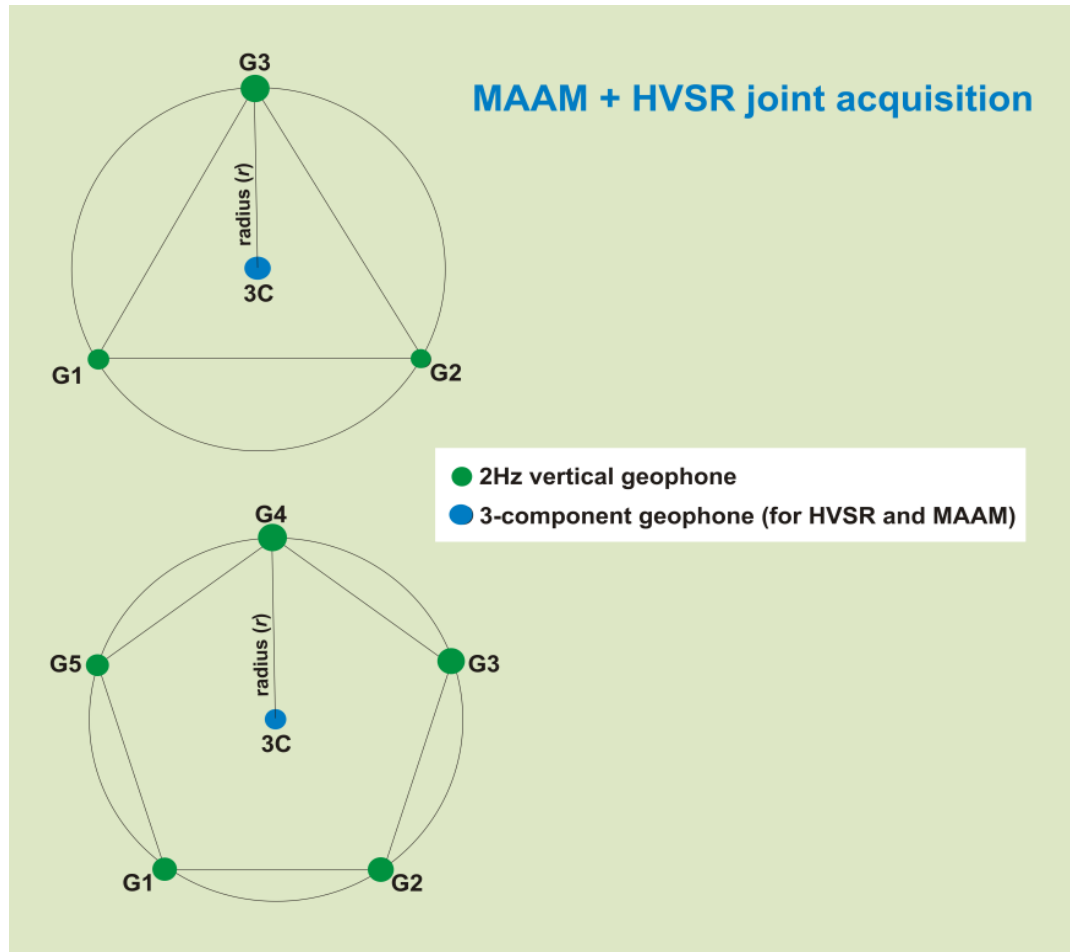 MAAM + HVSR joint acquisition
G3
radius (r)
3C
G1
G2
2Hz vertical geophone
3-component geophone (for HVSR and MAAM)
G4
G5
radius (r)
G3
3C
G1
G2